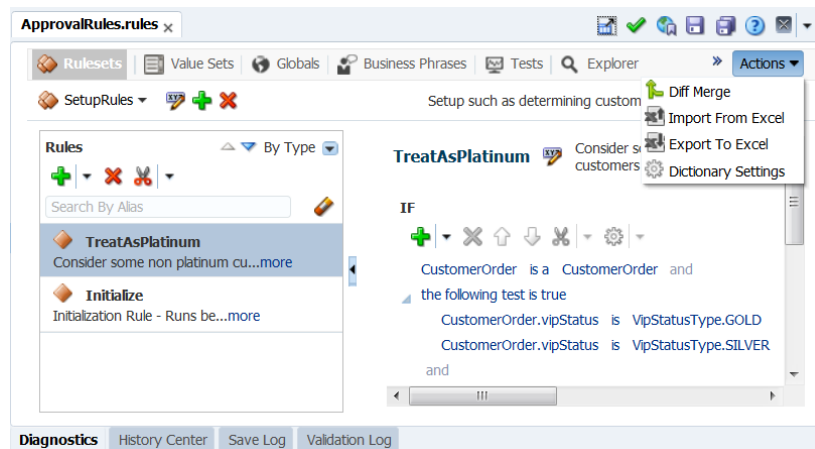 ApprovalRules.rules x
Rulesets Value Sets Globals Business Phrases Tests Explorer » Actions
SetupRules Setup such as determining custom
Diff Merge
Import From Excel
Export To Excel
Dictionary Settings
Rules By Type
Search By Alias
TreatAsPlatinum
Consider some non platinum cu...more
Initialize
Initialization Rule - Runs be...more
TreatAsPlatinum Consider
customers
IF
CustomerOrder is a CustomerOrder and
the following test is true
CustomerOrder.vipStatus is VipStatusType.GOLD
CustomerOrder.vipStatus is VipStatusType.SILVER
and
Diagnostics History Center Save Log Validation Log